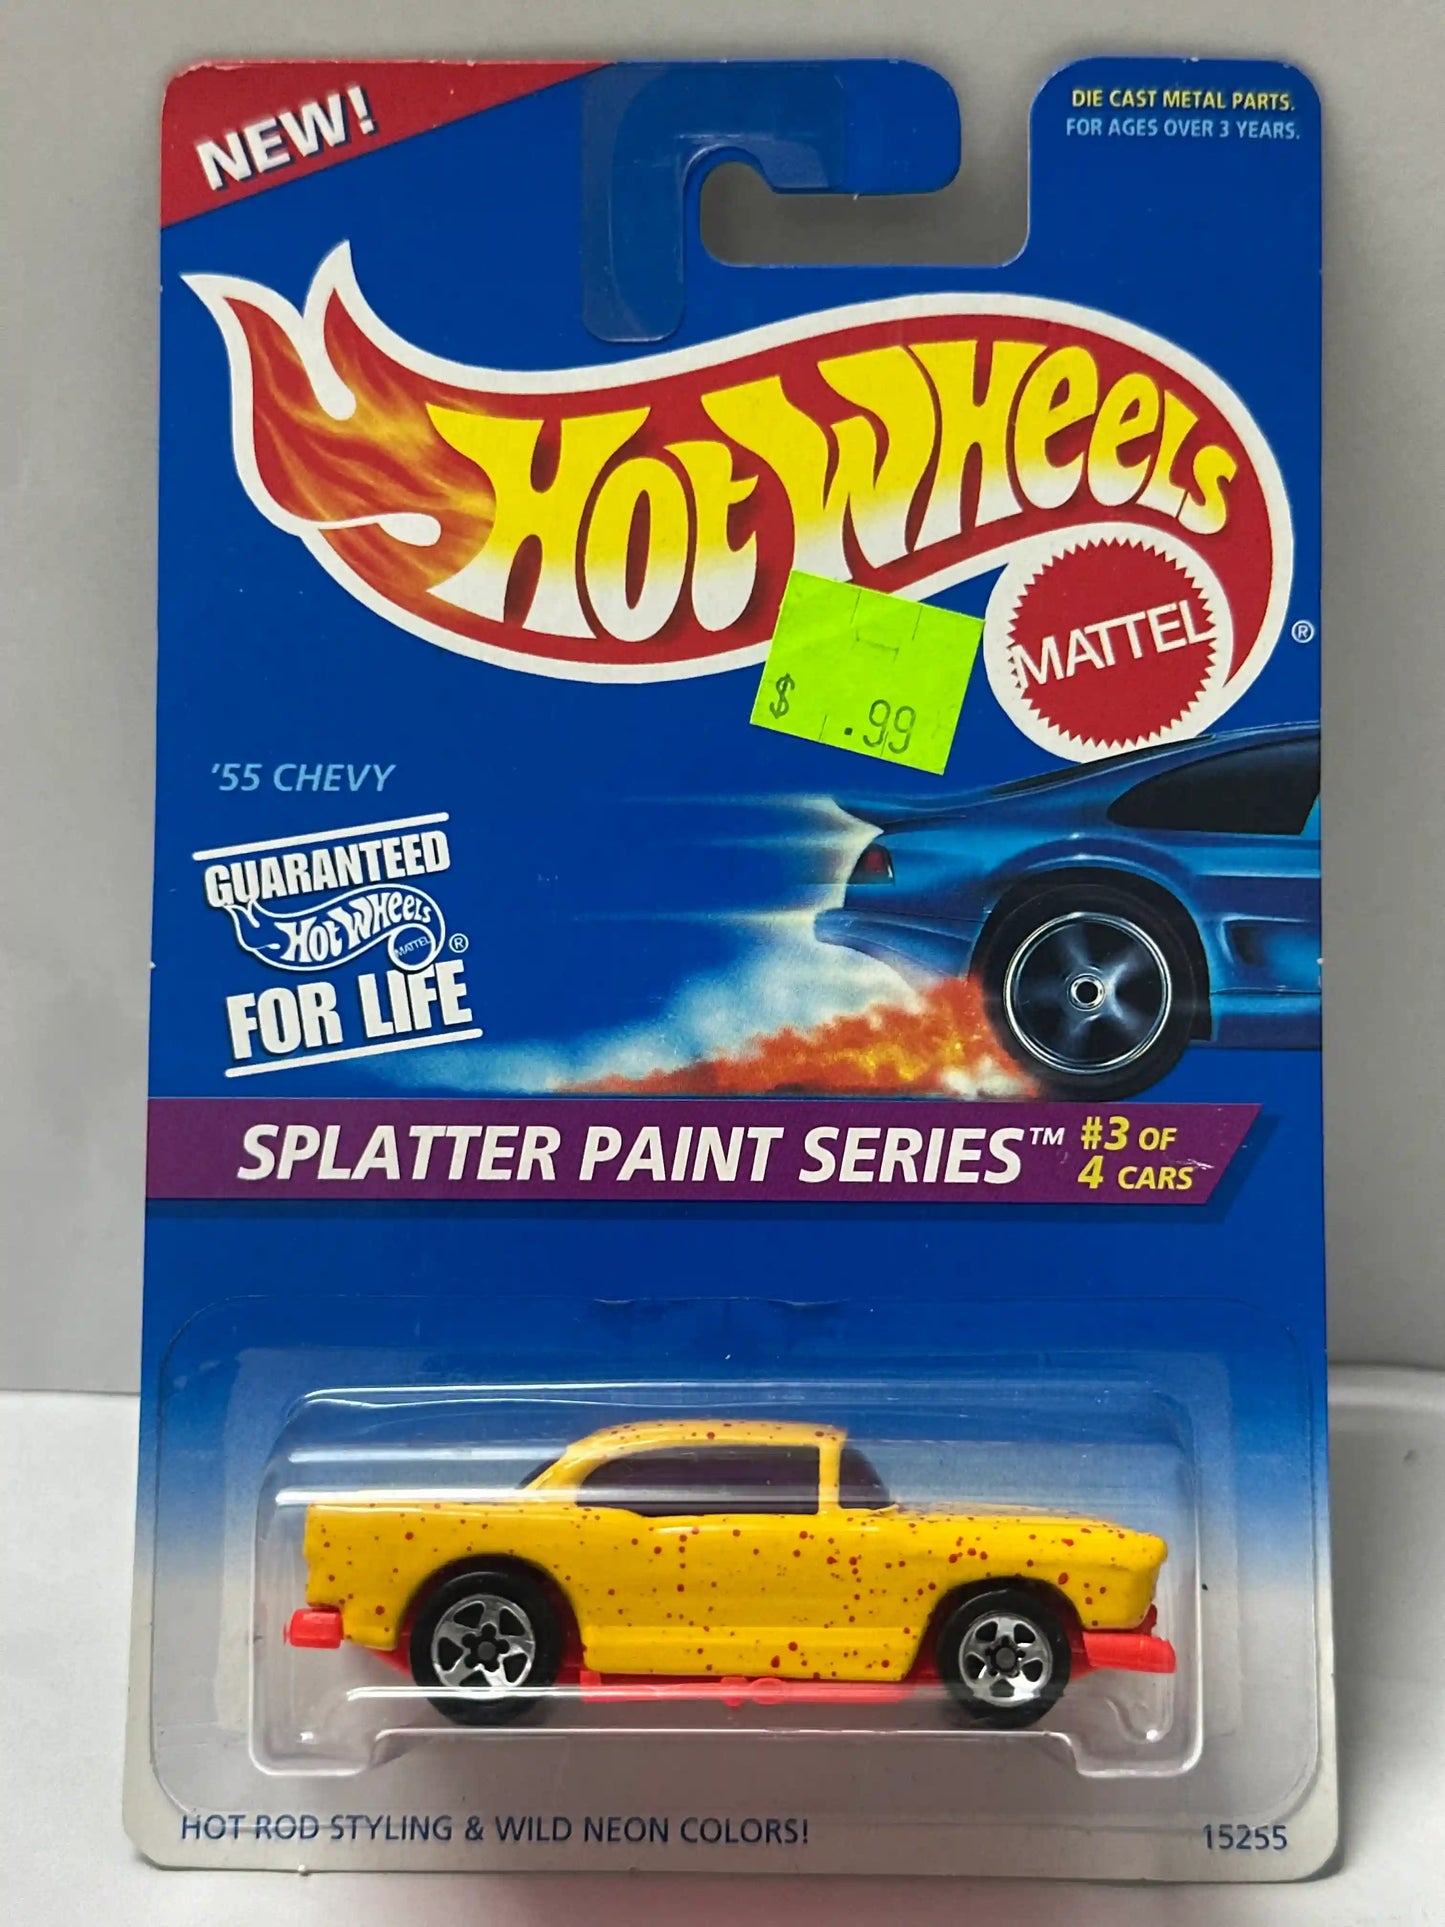 NEW!
DIE CAST METAL PARTS.
FOR AGES OVER 3 YEARS.
HOT WHEELS
MATTEL
®
$ .99
'55 CHEVY
GUARANTEED
HOT WHEELS
MATTEL ®
FOR LIFE
SPLATTER PAINT SERIES™ #3 OF
4 CARS
HOT ROD STYLING & WILD NEON COLORS!
15255